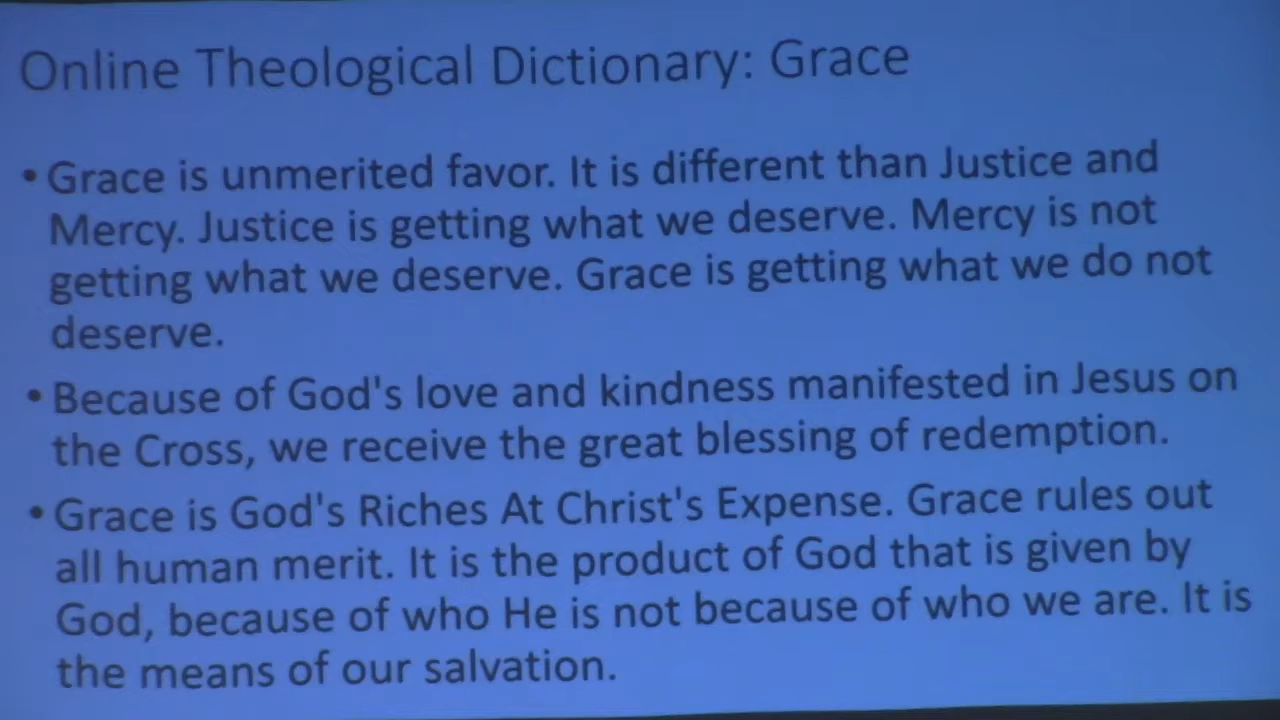 Online Theological Dictionary: Grace
• Grace is unmerited favor. It is different than Justice and
Mercy. Justice is getting what we deserve. Mercy is not
getting what we deserve. Grace is getting what we do not
deserve.
• Because of God's love and kindness manifested in Jesus on
the Cross, we receive the great blessing of redemption.
• Grace is God's Riches At Christ's Expense. Grace rules out
all human merit. It is the product of God that is given by
God, because of who He is not because of who we are. It is
the means of our salvation.